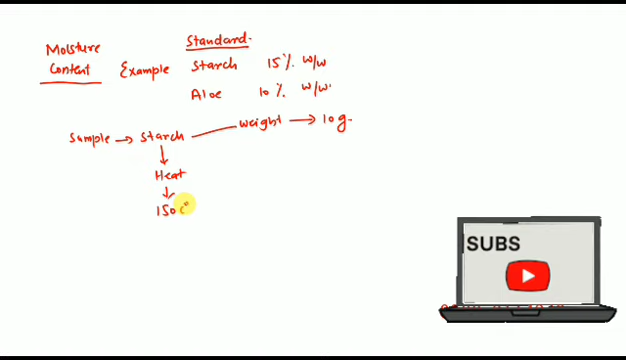 Standard.
Moisture Content Example Starch 15% w/w
Aloe 10% w/w.
Sample → Starch — weight → 10g.
Heat
150
SUBS